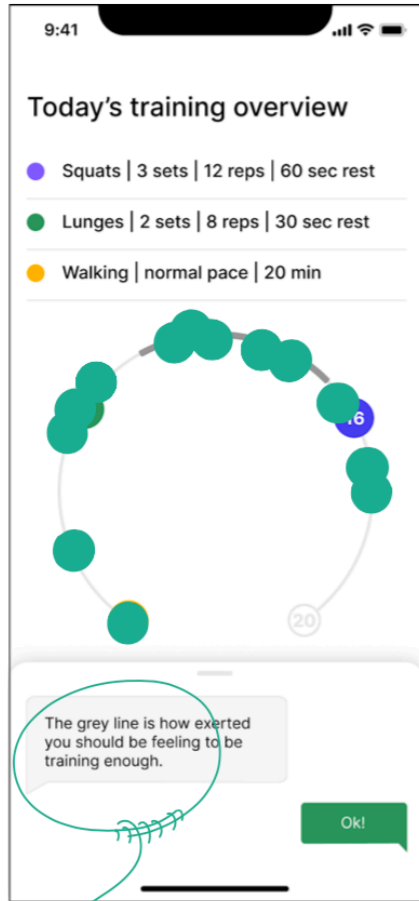 9:41
Today's training overview
Squats | 3 sets | 12 reps | 60 sec rest
Lunges | 2 sets | 8 reps | 30 sec rest
Walking | normal pace | 20 min
20
The grey line is how exerted
you should be feeling to be
training enough.
Ok!